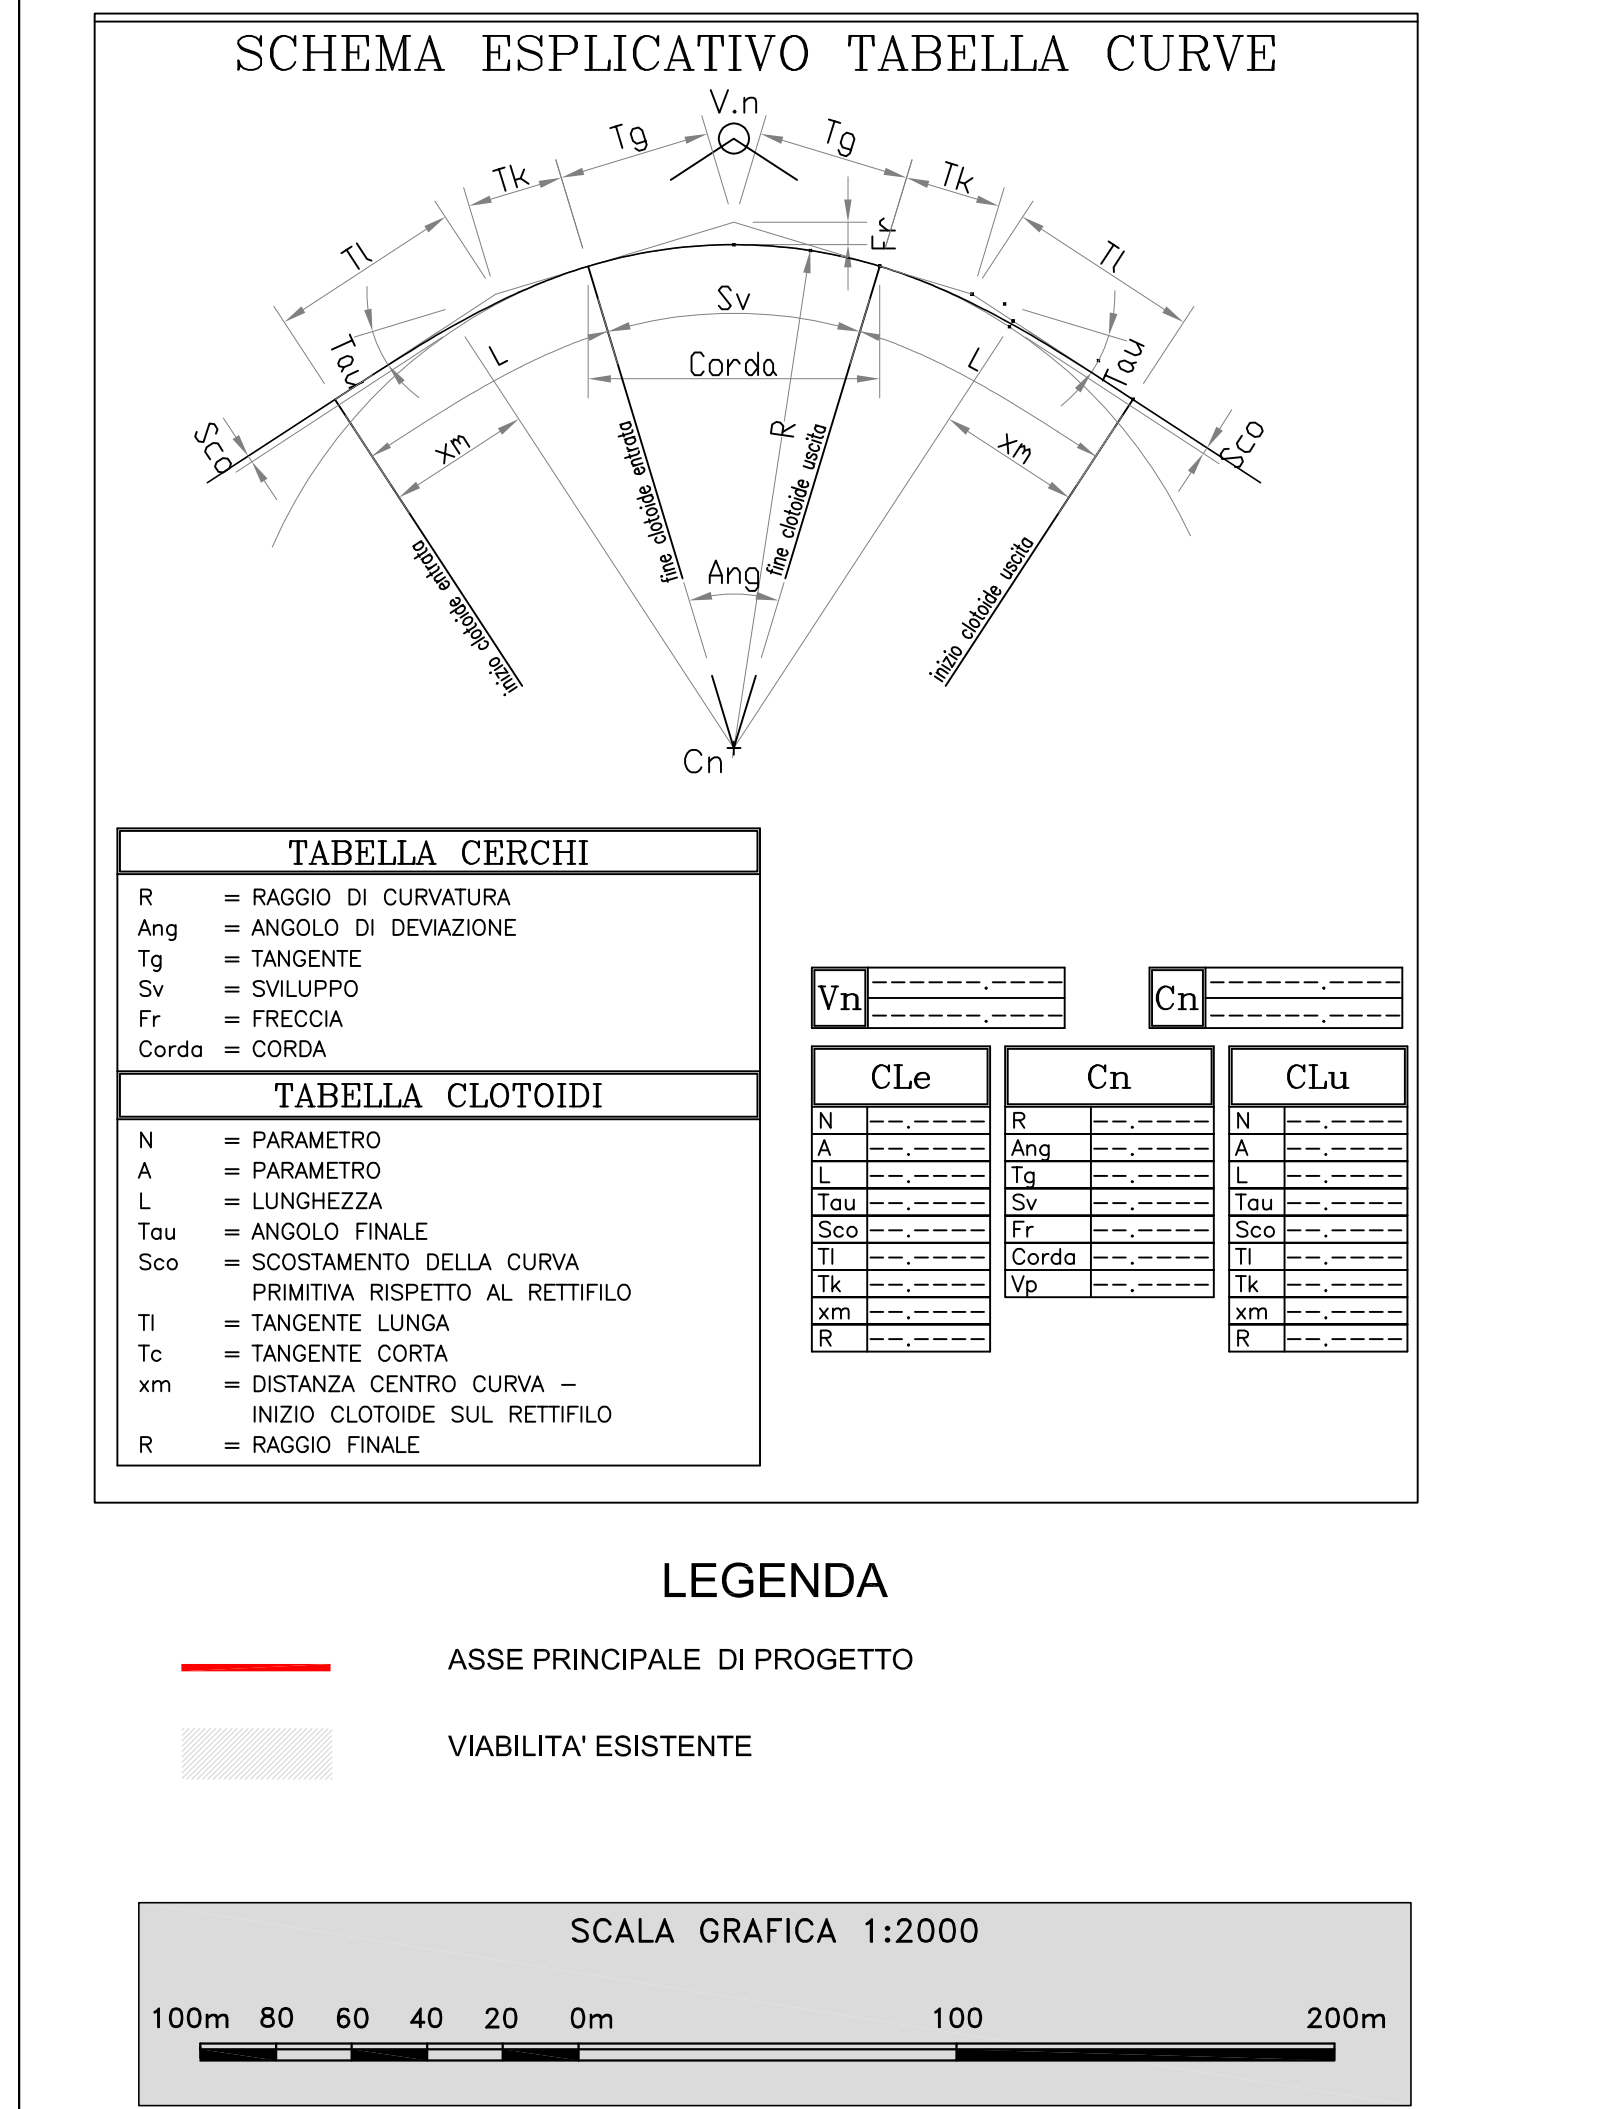 SCHEMA ESPLICATIVO TABELLA CURVE
V.n
Tg
Tg
Tk
Tk
Tl
Tl
Fr
Sv
Tau
Tau
L
L
Corda
Sco
Sco
xm
xm
R
fine clotoide entrata
fine clotoide uscita
inizio clotoide entrata
inizio clotoide uscita
Ang
Cn
TABELLA CERCHI
R = RAGGIO DI CURVATURA
Ang = ANGOLO DI DEVIAZIONE
Tg = TANGENTE
Sv = SVILUPPO
Fr = FRECCIA
Corda = CORDA
TABELLA CLOTOIDI
N = PARAMETRO
A = PARAMETRO
L = LUNGHEZZA
Tau = ANGOLO FINALE
Sco = SCOSTAMENTO DELLA CURVA
PRIMITIVA RISPETTO AL RETTIFILO
Tl = TANGENTE LUNGA
Tc = TANGENTE CORTA
xm = DISTANZA CENTRO CURVA –
INIZIO CLOTOIDE SUL RETTIFILO
R = RAGGIO FINALE
Vn ------.----
------.----
Cn ------.----
------.----
CLe
N --.----
A --.----
L --.----
Tau --.----
Sco --.----
Tl --.----
Tk --.----
xm --.----
R --.----
Cn
R --.----
Ang --.----
Tg --.----
Sv --.----
Fr --.----
Corda --.----
Vp --.----
CLu
N --.----
A --.----
L --.----
Tau --.----
Sco --.----
Tl --.----
Tk --.----
xm --.----
R --.----
LEGENDA
ASSE PRINCIPALE DI PROGETTO
VIABILITA' ESISTENTE
SCALA GRAFICA 1:2000
100m 80 60 40 20 0m 100 200m